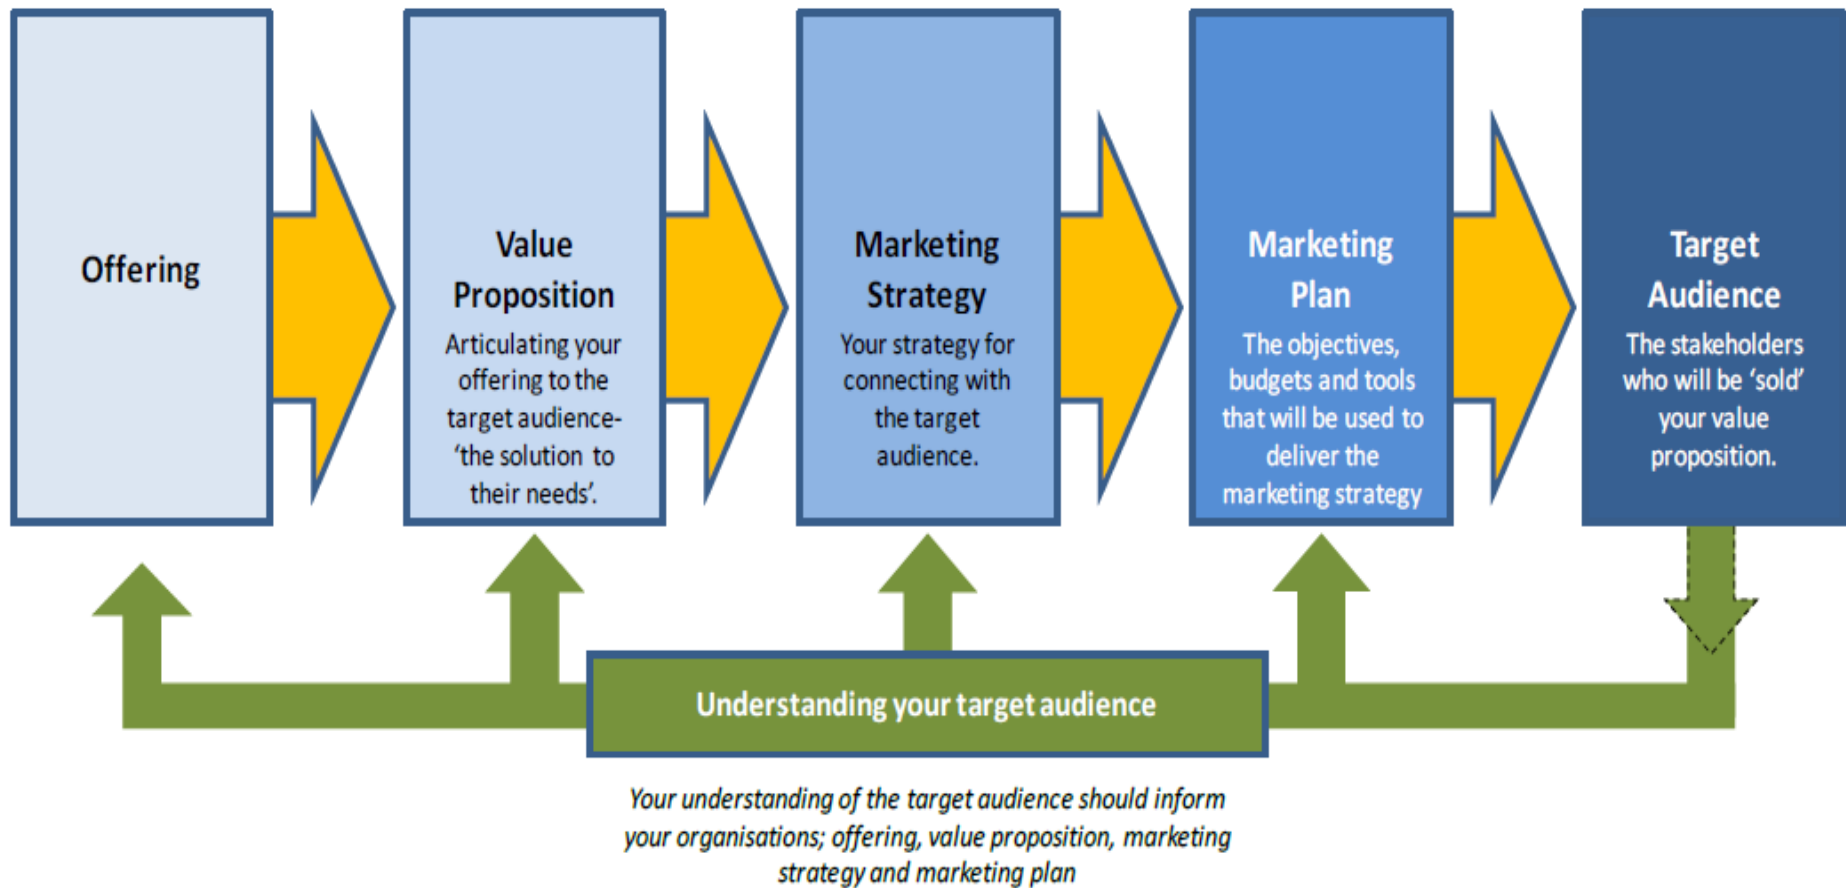 Offering
Value
Proposition
Articulating your
offering to the
target audience-
‘the solution to
their needs’.
Marketing
Strategy
Your strategy for
connecting with
the target
audience.
Marketing
Plan
The objectives,
budgets and tools
that will be used to
deliver the
marketing strategy
Target
Audience
The stakeholders
who will be ‘sold’
your value
proposition.
Understanding your target audience
Your understanding of the target audience should inform
your organisations; offering, value proposition, marketing
strategy and marketing plan